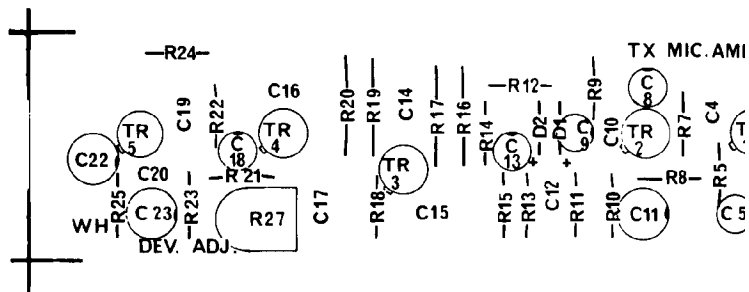 R24
TX MIC. AM
R12
R9
C 8
C16
C19
R22
R20
R19
C14
R17
R16
R14
D2
D1
C 9
C10
TR 2
R7
C4
TR 5
C22
C 18
TR 4
C 13
+
+
C20
R21
TR 3
R8
R5
WH
R25
C 23
R23
R27
C17
R18
C15
R15
R13
C12
R11
R10
C11
C 5
DEV. ADJ.